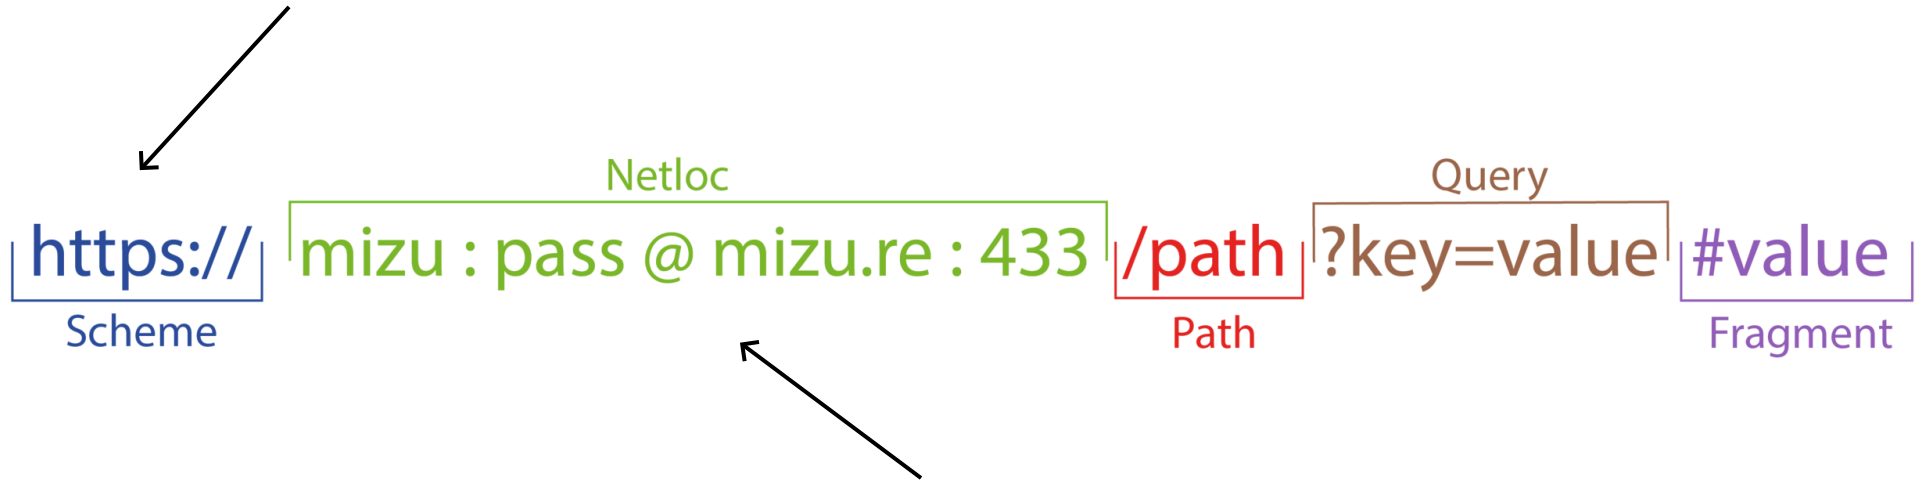 Netloc Query
https:// mizu : pass @ mizu.re : 433 /path ?key=value #value
Scheme Path Fragment